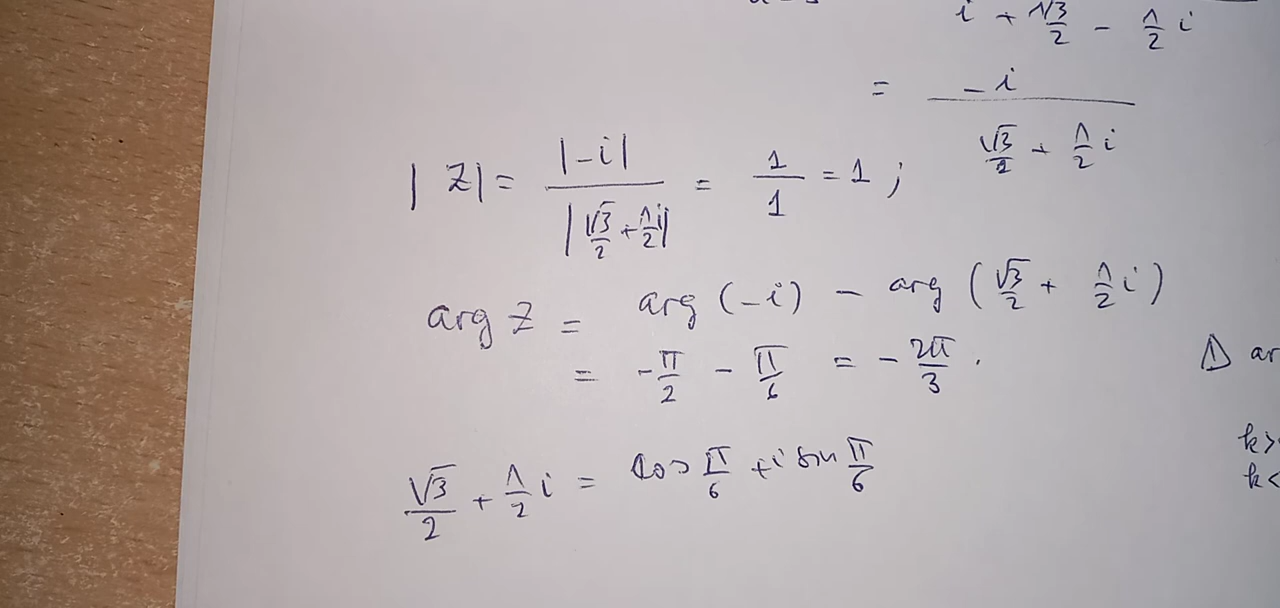 i + √3/2 - 1/2 i
= -i / (√3/2 + 1/2 i)
|z| = |-i| / |√3/2 + 1/2 i| = 1/1 = 1 ;
arg z = arg (-i) - arg (√3/2 + 1/2 i)
= -π/2 - π/6 = -2π/3 .
√3/2 + 1/2 i = cos π/6 + i sin π/6